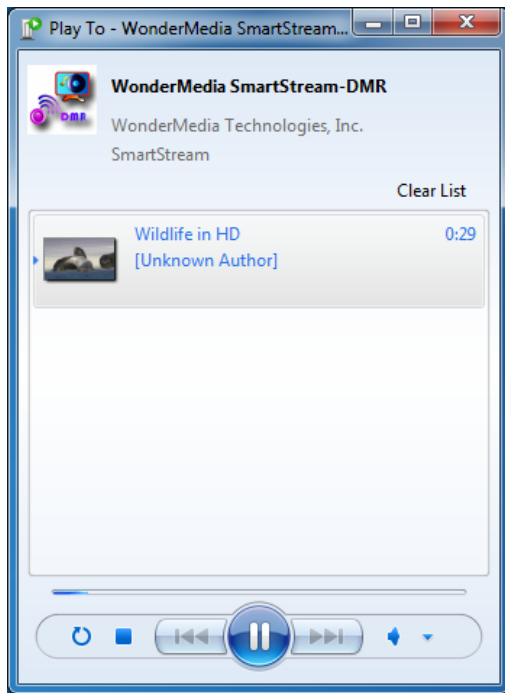 Play To - WonderMedia SmartStream...
DMR
WonderMedia SmartStream-DMR
WonderMedia Technologies, Inc.
SmartStream
Clear List
Wildlife in HD 0:29
[Unknown Author]